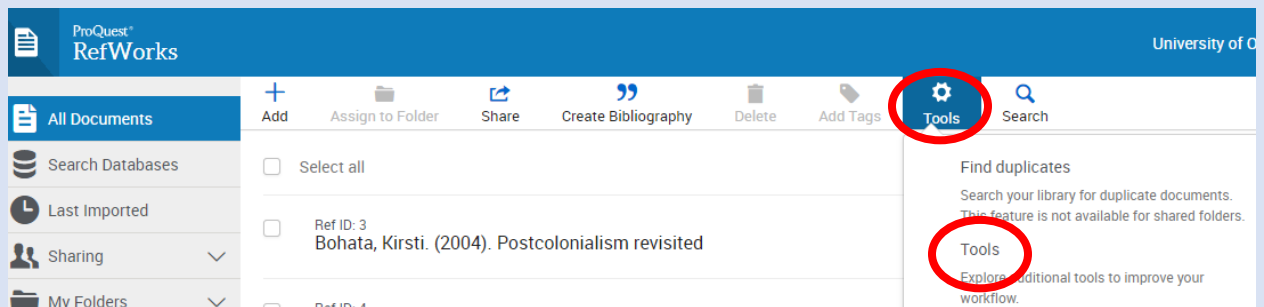 ProQuest®
RefWorks
University of O
Add
Assign to Folder
Share
Create Bibliography
Delete
Add Tags
Tools
Search
All Documents
Search Databases
Last Imported
Sharing
My Folders
Select all
Ref ID: 3
Bohata, Kirsti. (2004). Postcolonialism revisited
Ref ID: 4
Find duplicates
Search your library for duplicate documents.
This feature is not available for shared folders.
Tools
Explore additional tools to improve your
workflow.